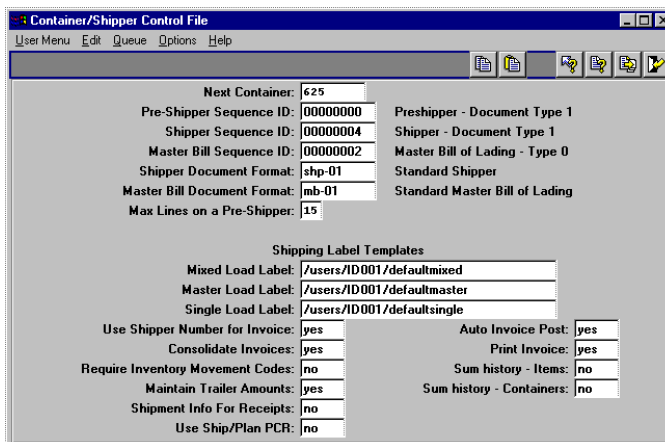 Container/Shipper Control File
User Menu Edit Queue Options Help
Next Container: 625
Pre-Shipper Sequence ID: 00000000 Preshipper - Document Type 1
Shipper Sequence ID: 00000004 Shipper - Document Type 1
Master Bill Sequence ID: 00000002 Master Bill of Lading - Type 0
Shipper Document Format: shp-01 Standard Shipper
Master Bill Document Format: mb-01 Standard Master Bill of Lading
Max Lines on a Pre-Shipper: 15
Shipping Label Templates
Mixed Load Label: /users/ID001/defaultmixed
Master Load Label: /users/ID001/defaultmaster
Single Load Label: /users/ID001/defaultsingle
Use Shipper Number for Invoice: yes Auto Invoice Post: yes
Consolidate Invoices: yes Print Invoice: yes
Require Inventory Movement Codes: no Sum history - Items: no
Maintain Trailer Amounts: yes Sum history - Containers: no
Shipment Info For Receipts: no
Use Ship/Plan PCR: no